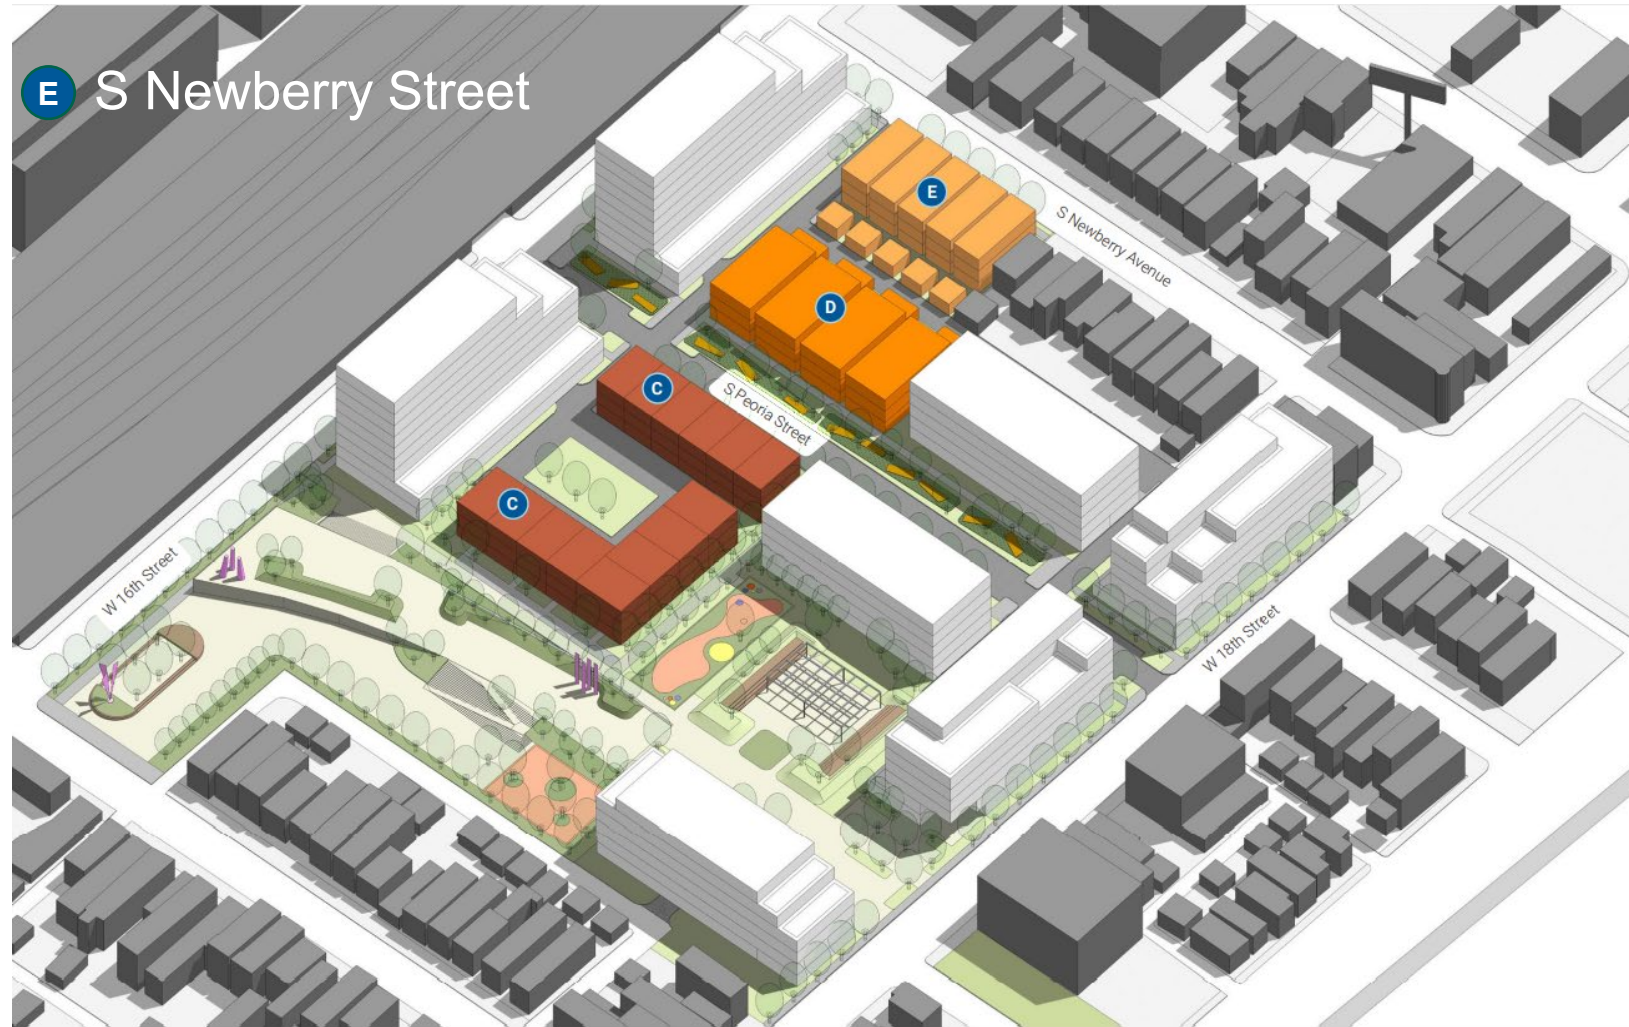 E S Newberry Street
E
S Newberry Avenue
D
C
S Peoria Street
C
W 16th Street
W 18th Street